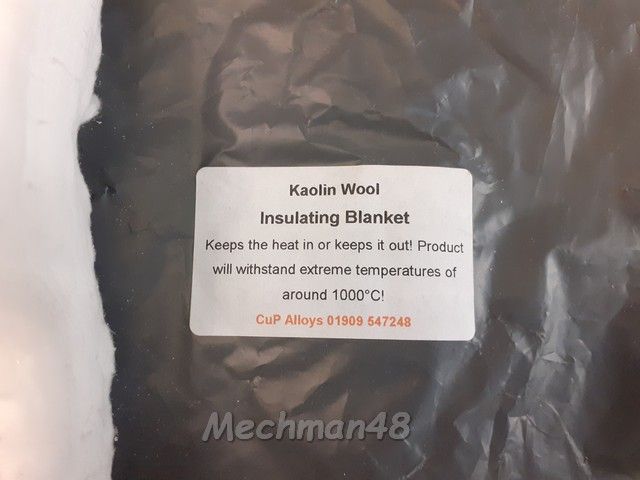 Kaolin Wool
Insulating Blanket
Keeps the heat in or keeps it out! Product
will withstand extreme temperatures of
around 1000°C!
CuP Alloys 01909 547248
Mechman48